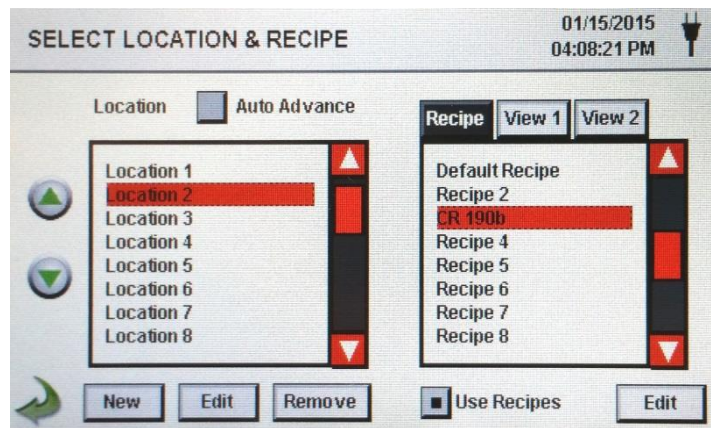 SELECT LOCATION & RECIPE
01/15/2015
04:08:21 PM
Location
Auto Advance
Recipe
View 1
View 2
Location 1
Location 2
Location 3
Location 4
Location 5
Location 6
Location 7
Location 8
Default Recipe
Recipe 2
CR 190b
Recipe 4
Recipe 5
Recipe 6
Recipe 7
Recipe 8
New
Edit
Remove
Use Recipes
Edit